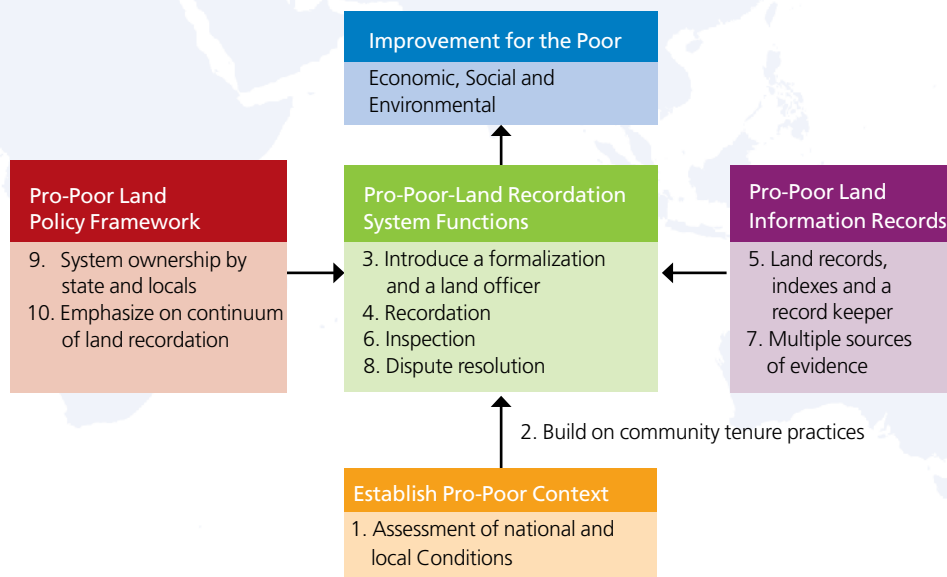 Improvement for the Poor
Economic, Social and
Environmental
Pro-Poor Land
Policy Framework
9. System ownership by
state and locals
10. Emphasize on continuum
of land recordation
Pro-Poor-Land Recordation
System Functions
3. Introduce a formalization
and a land officer
4. Recordation
6. Inspection
8. Dispute resolution
Pro-Poor Land
Information Records
5. Land records,
indexes and a
record keeper
7. Multiple sources
of evidence
2. Build on community tenure practices
Establish Pro-Poor Context
1. Assessment of national and
local Conditions